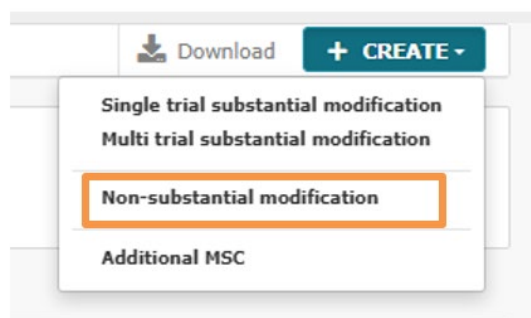 Download + CREATE
Single trial substantial modification
Multi trial substantial modification
Non-substantial modification
Additional MSC